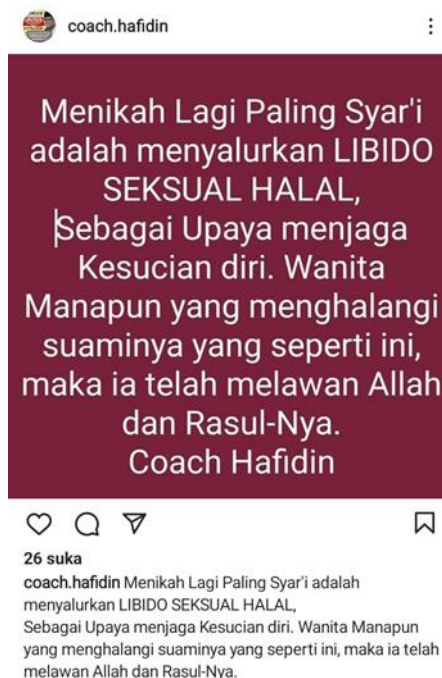 coach.hafidin
Menikah Lagi Paling Syar'i
adalah menyalurkan LIBIDO
SEKSUAL HALAL,
Sebagai Upaya menjaga
Kesucian diri. Wanita
Manapun yang menghalangi
suaminya yang seperti ini,
maka ia telah melawan Allah
dan Rasul-Nya.
Coach Hafidin
26 suka
coach.hafidin Menikah Lagi Paling Syar'i adalah
menyalurkan LIBIDO SEKSUAL HALAL,
Sebagai Upaya menjaga Kesucian diri. Wanita Manapun
yang menghalangi suaminya yang seperti ini, maka ia telah
melawan Allah dan Rasul-Nya.